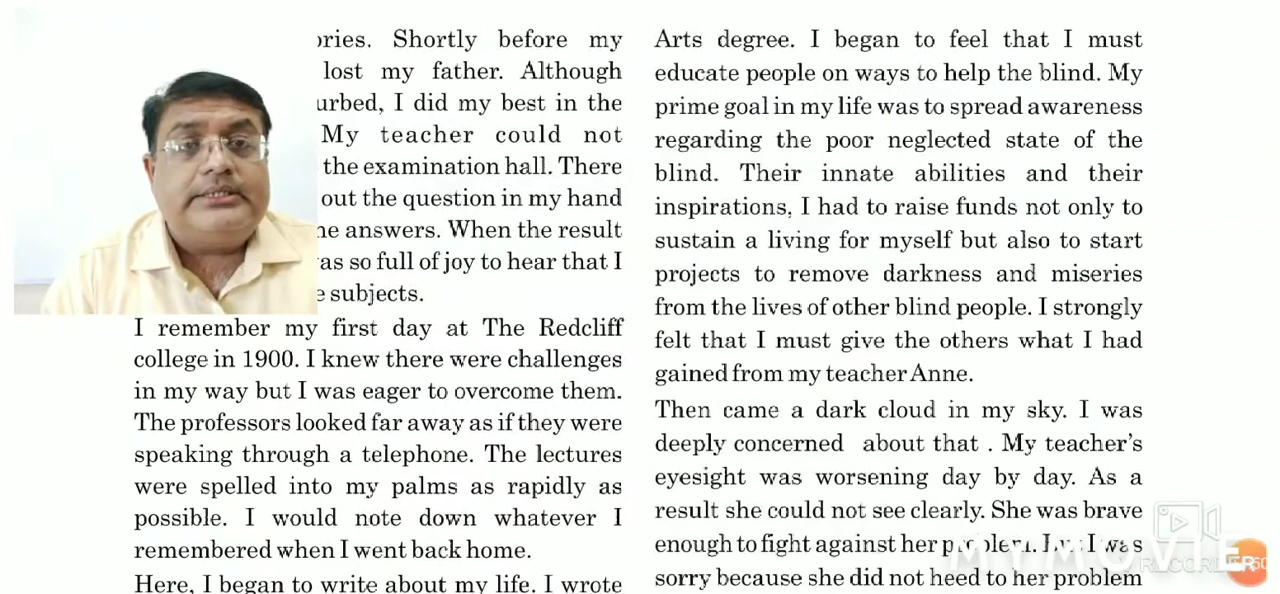 ories. Shortly before my
lost my father. Although
urbed, I did my best in the
My teacher could not
the examination hall. There
out the question in my hand
he answers. When the result
was so full of joy to hear that I
e subjects.
I remember my first day at The Redcliff
college in 1900. I knew there were challenges
in my way but I was eager to overcome them.
The professors looked far away as if they were
speaking through a telephone. The lectures
were spelled into my palms as rapidly as
possible. I would note down whatever I
remembered when I went back home.
Here, I began to write about my life. I wrote
Arts degree. I began to feel that I must
educate people on ways to help the blind. My
prime goal in my life was to spread awareness
regarding the poor neglected state of the
blind. Their innate abilities and their
inspirations, I had to raise funds not only to
sustain a living for myself but also to start
projects to remove darkness and miseries
from the lives of other blind people. I strongly
felt that I must give the others what I had
gained from my teacher Anne.
Then came a dark cloud in my sky. I was
deeply concerned about that . My teacher's
eyesight was worsening day by day. As a
result she could not see clearly. She was brave
enough to fight against her problem. But I was
sorry because she did not heed to her problem
MYMOVIE
RECORDER